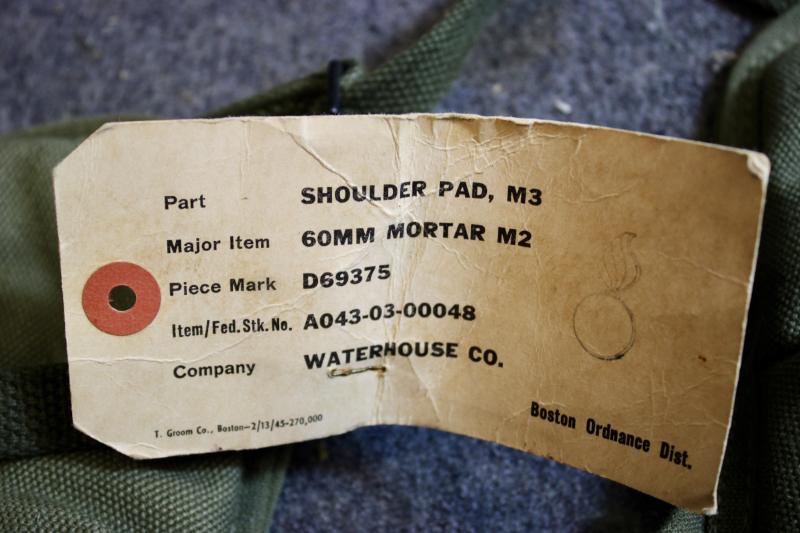 Part SHOULDER PAD, M3
Major Item 60MM MORTAR M2
Piece Mark D69375
Item/Fed. Stk. No. A043-03-00048
Company WATERHOUSE CO.
T. Groom Co., Boston—2/13/45-270,000
Boston Ordnance Dist.